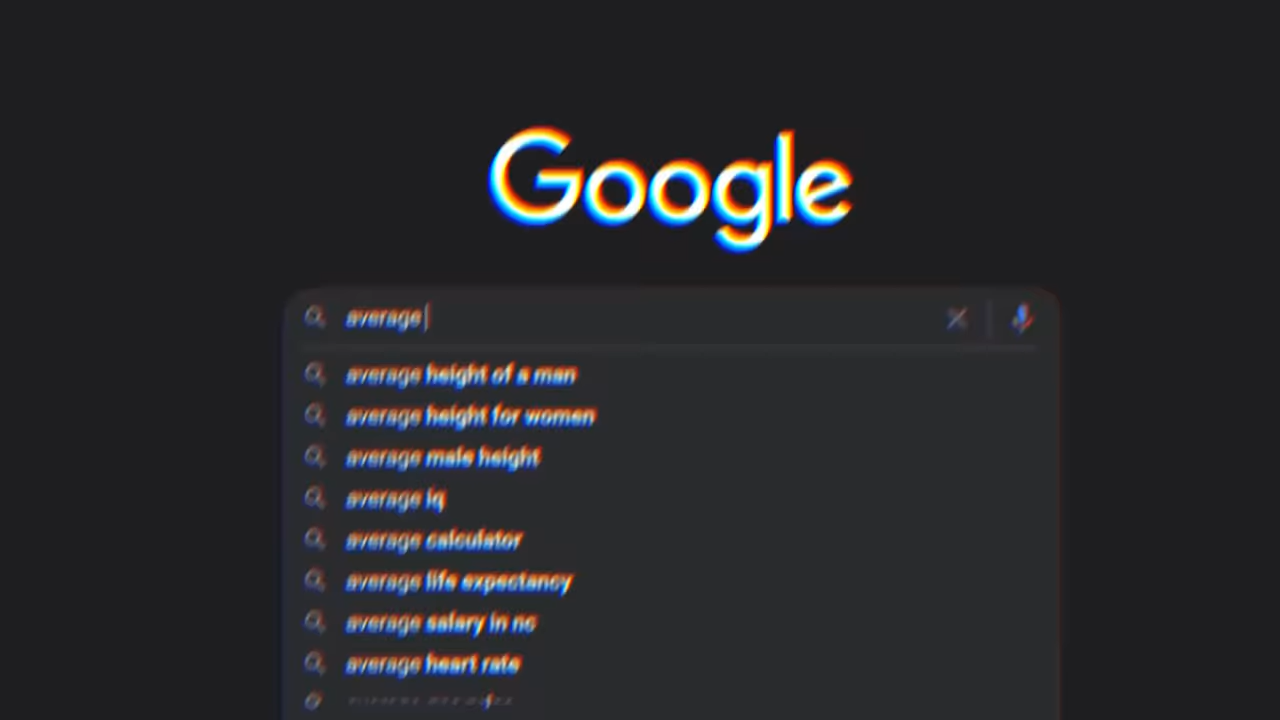 Google
average
average height of a man
average height for women
average male height
average iq
average calculator
average life expectancy
average salary in nc
average heart rate
average